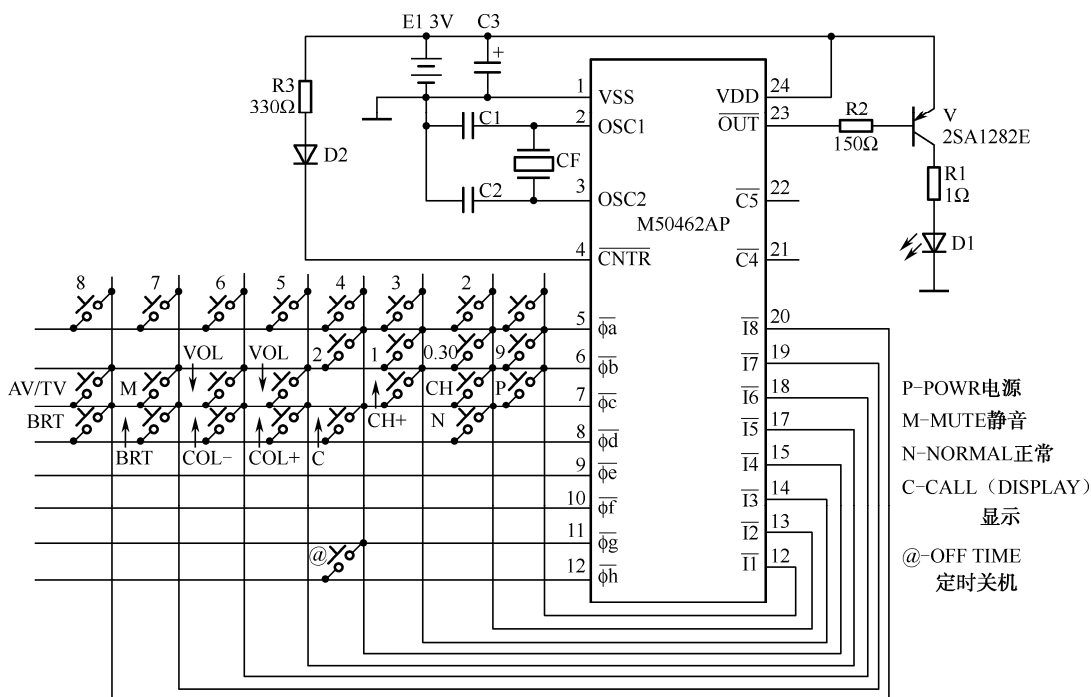 E1 3V
C3
+
R3
330Ω
D2
C1
C2
CF
1
2
3
4
VSS
OSC1
OSC2
CNTR
M50462AP
24
23
22
21
VDD
OUT
C5
C4
R2
150Ω
V
2SA1282E
R1
1Ω
D1
8
7
6
5
4
3
2
5
φa
I8
20
VOL
VOL
2
1
0.30
9
6
φb
I7
19
AV/TV
M
CH
P
7
φc
I6
18
BRT
CH+
N
8
φd
I5
17
BRT
COL-
COL+
C
9
φe
I4
15
10
φf
I3
14
11
φg
I2
13
@
12
φh
I1
12
P-POWR电源
M-MUTE静音
N-NORMAL正常
C-CALL（DISPLAY）
显示
@-OFF TIME
定时关机